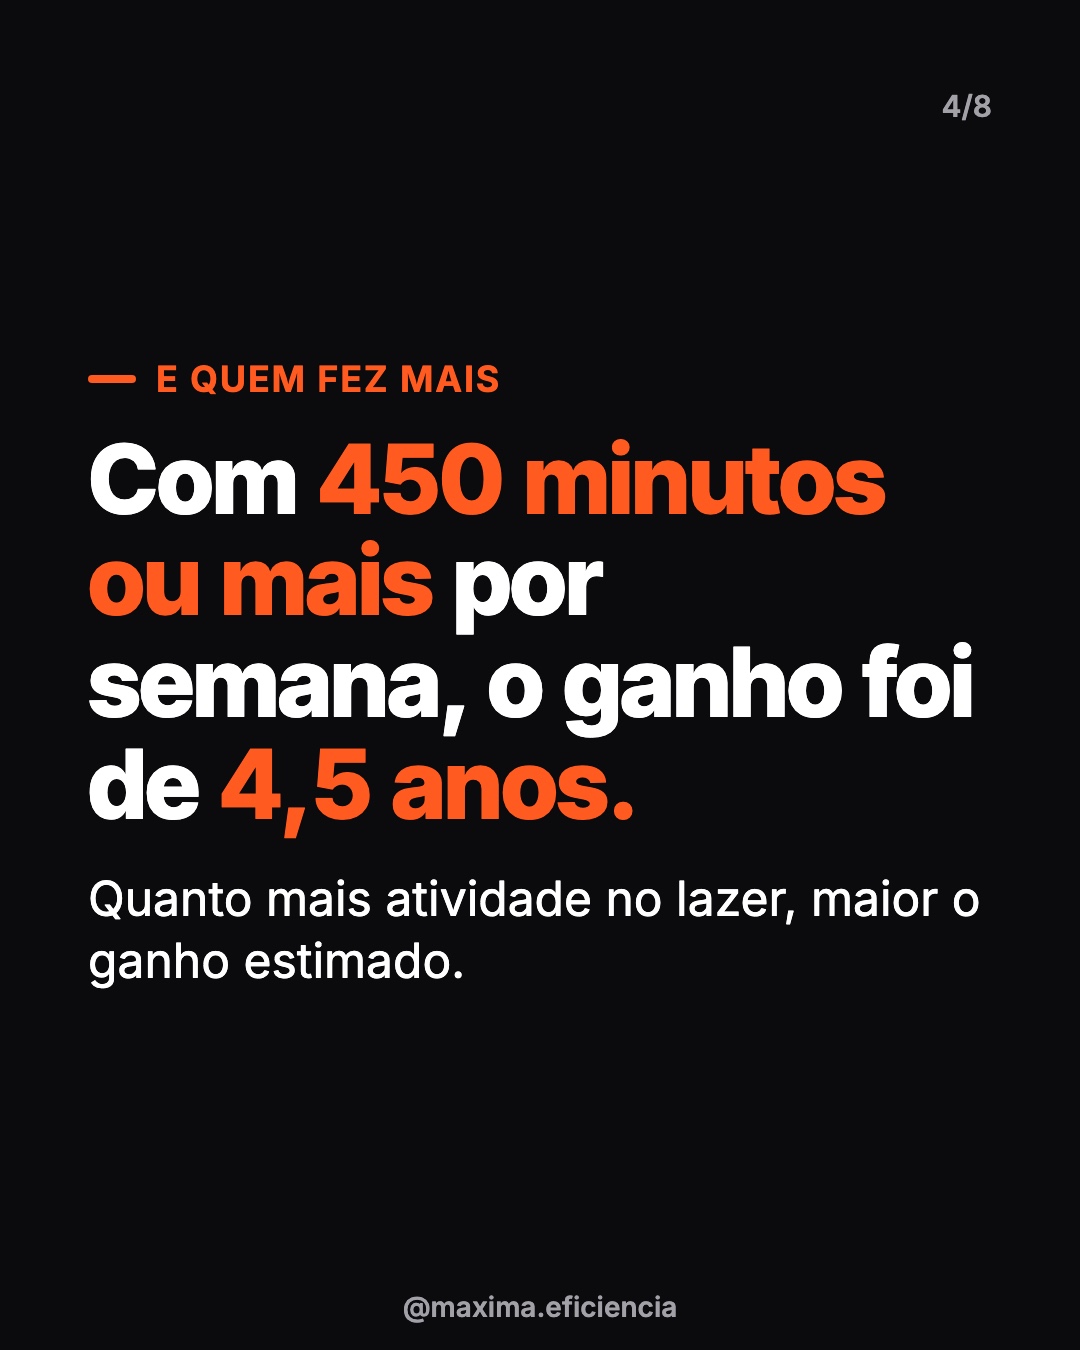 4/8
E QUEM FEZ MAIS
Com 450 minutos
ou mais por
semana, o ganho foi
de 4,5 anos.
Quanto mais atividade no lazer, maior o
ganho estimado.
@maxima.eficiencia